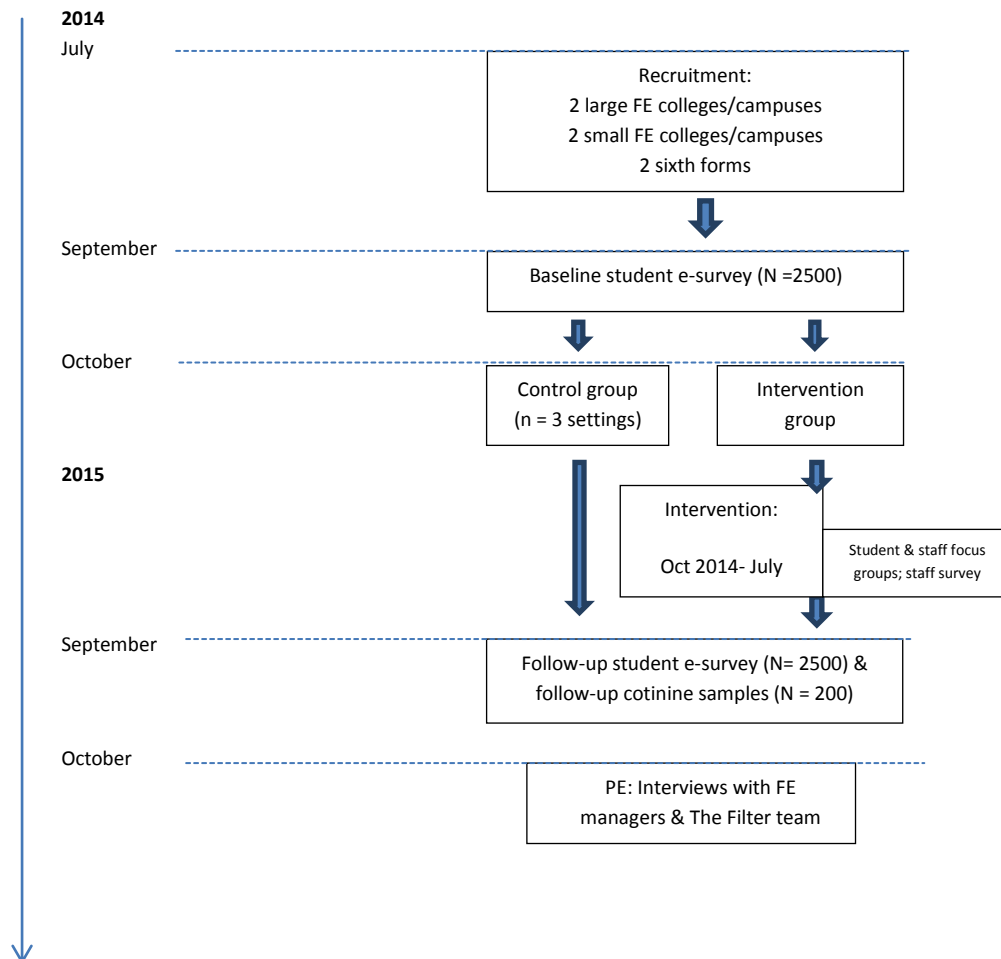 2014
July
Recruitment:
2 large FE colleges/campuses
2 small FE colleges/campuses
2 sixth forms
September
Baseline student e-survey (N =2500)
October
Control group
(n = 3 settings)
Intervention
group
2015
Intervention:
Oct 2014- July
Student & staff focus
groups; staff survey
September
Follow-up student e-survey (N= 2500) &
follow-up cotinine samples (N = 200)
October
PE: Interviews with FE
managers & The Filter team